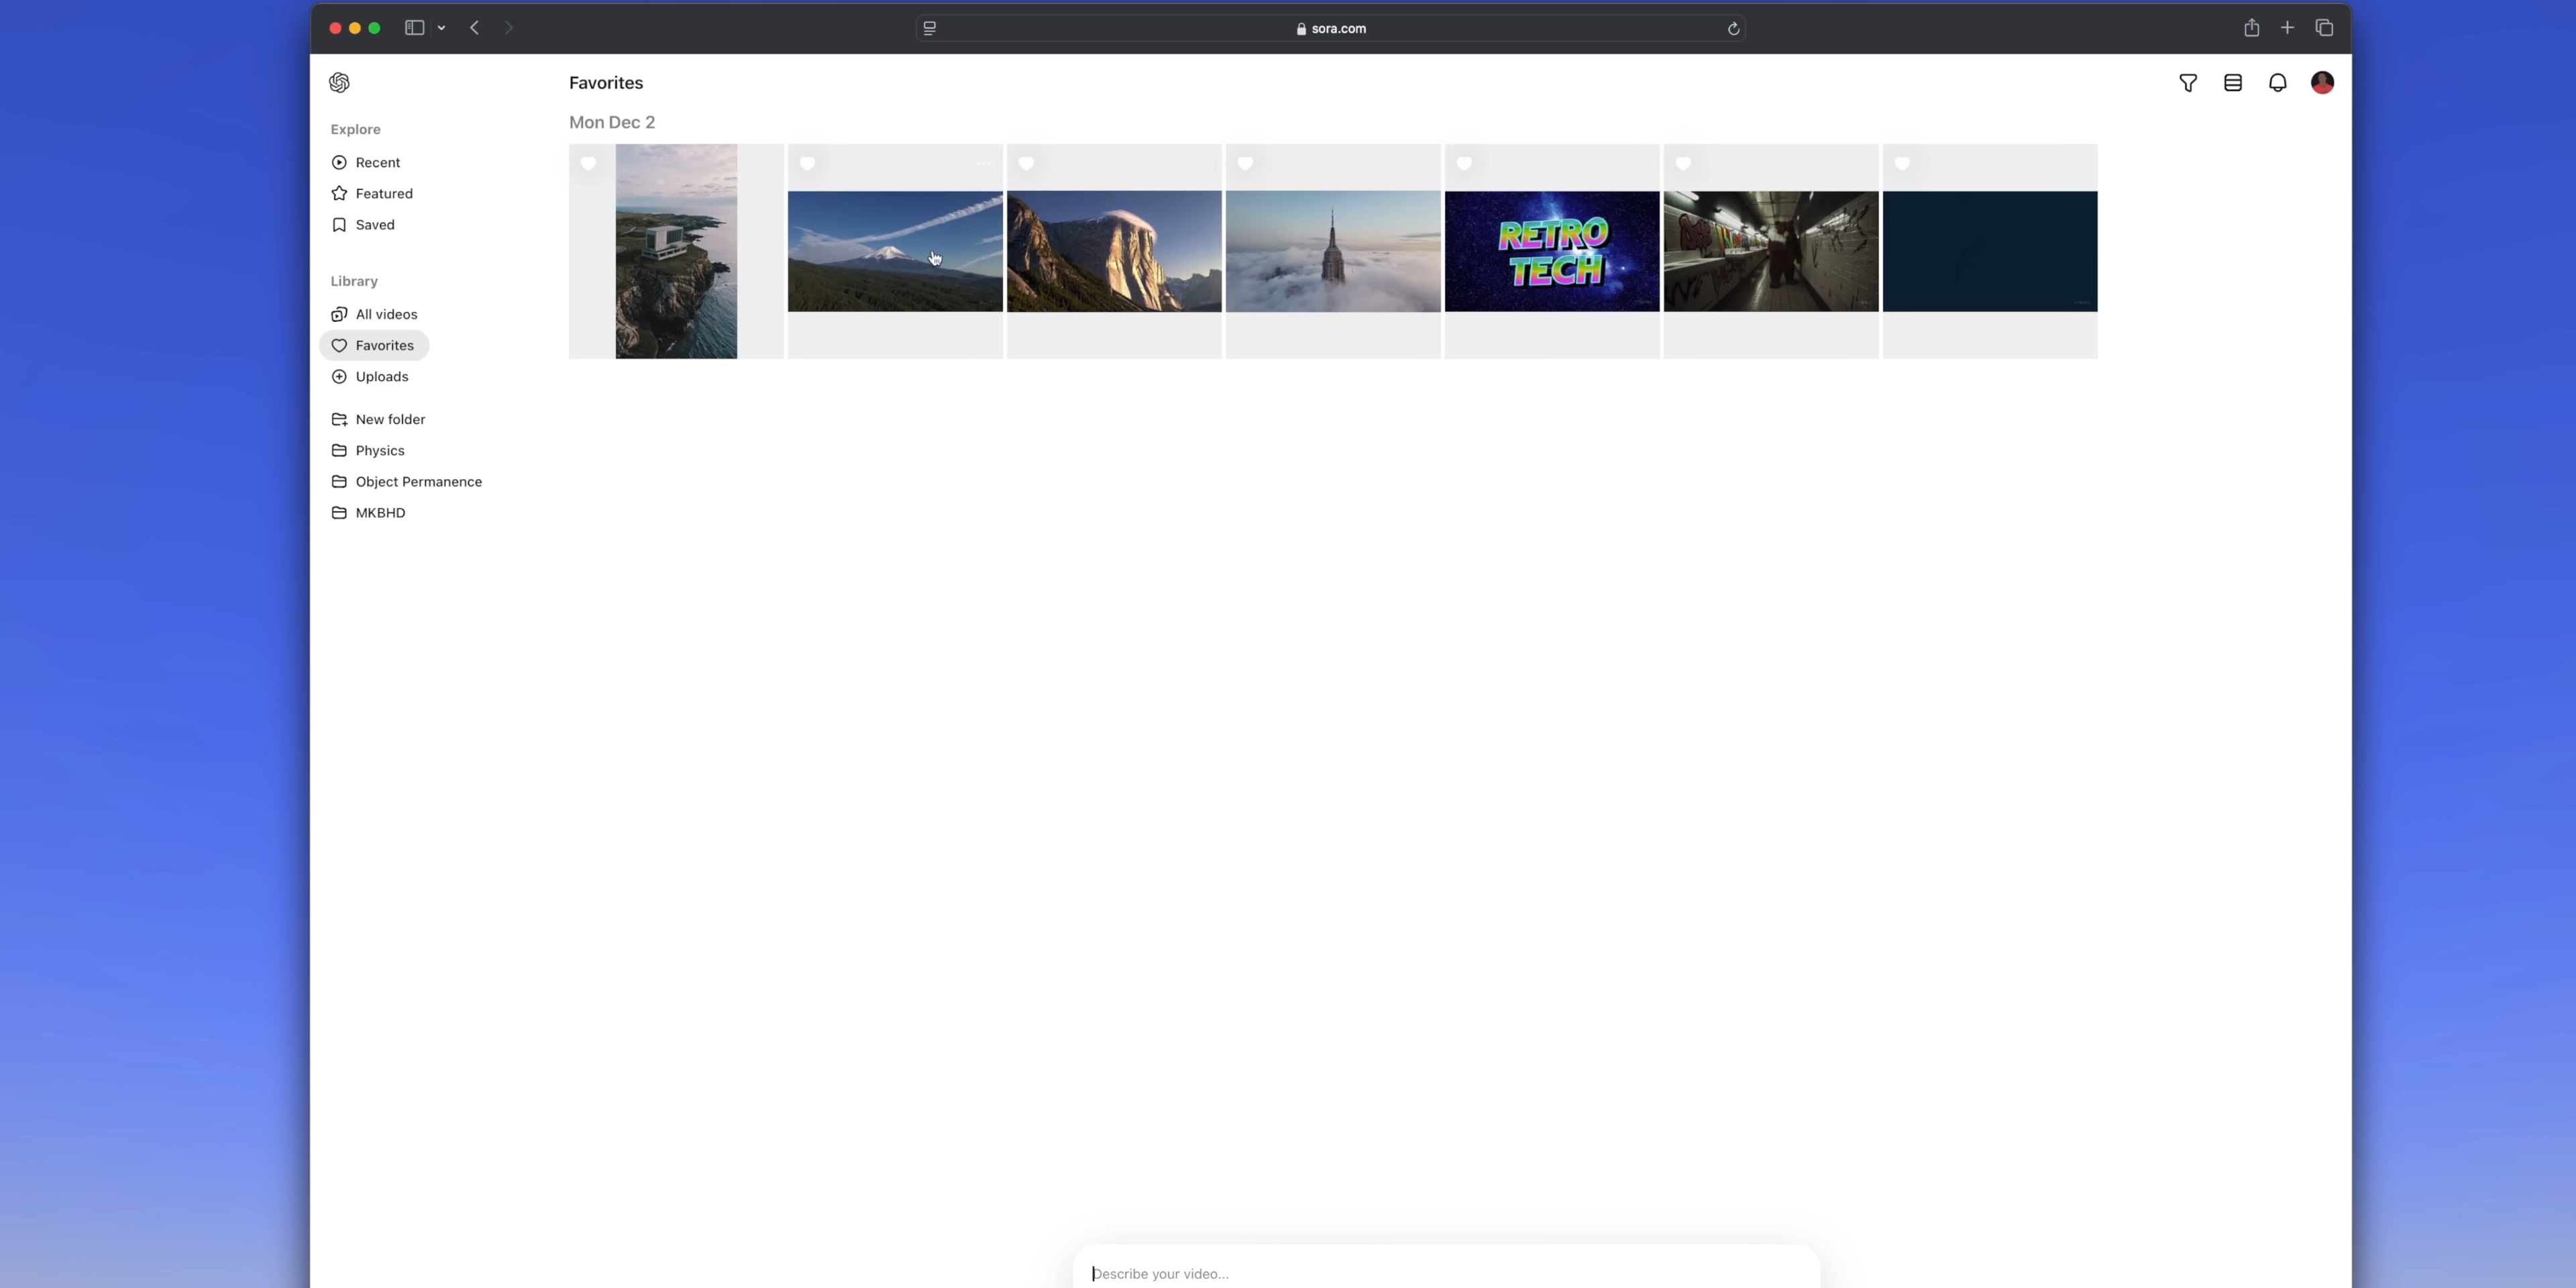 sora.com
Favorites
Mon Dec 2
Explore
Recent
Featured
Saved
Library
All videos
Favorites
Uploads
New folder
Physics
Object Permanence
MKBHD
RETRO
TECH
Describe your video...